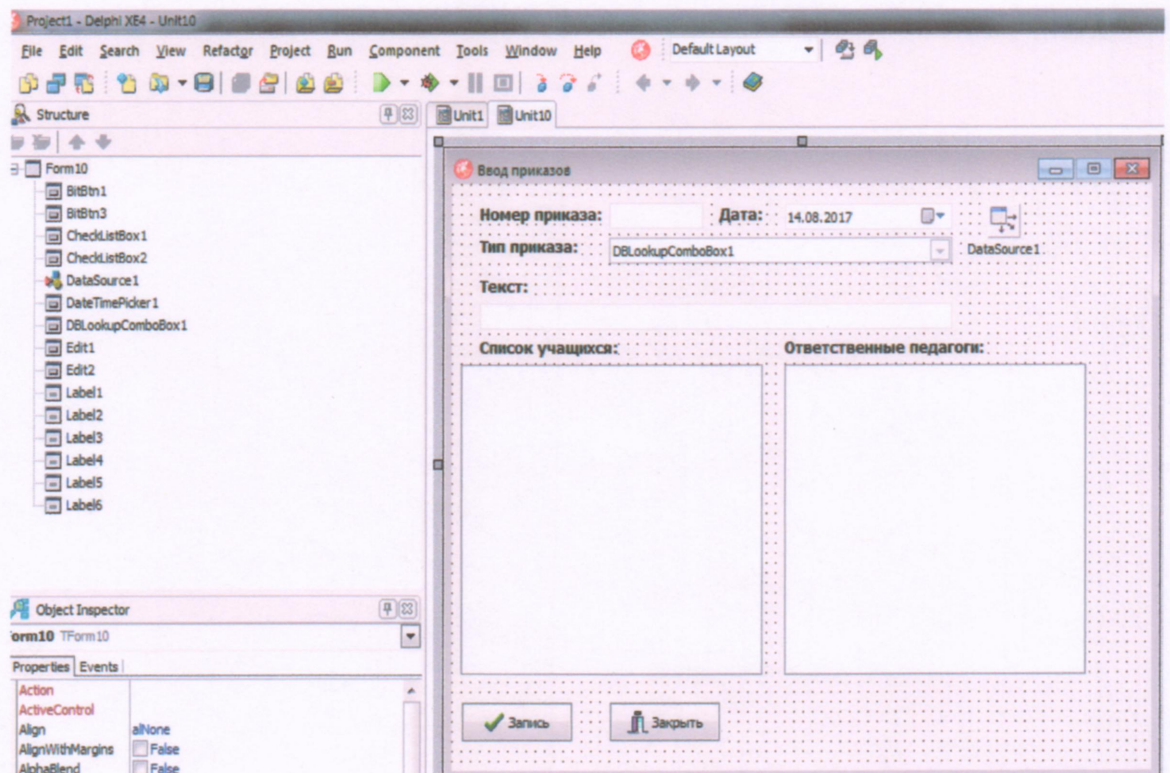 Project1 - Delphi XE4 - Unit10
File Edit Search View Refactor Project Run Component Tools Window Help Default Layout
Structure
Unit1 Unit10
Form10
BitBtn1
BitBtn3
CheckListBox1
CheckListBox2
DataSource1
DateTimePicker1
DBLookupComboBox1
Edit1
Edit2
Label1
Label2
Label3
Label4
Label5
Label6
Ввод приказов
Номер приказа: Дата: 14.08.2017
Тип приказа: DBLookupComboBox1 DataSource1
Текст:
Список учащихся: Ответственные педагоги:
Запись Закрыть
Object Inspector
orm10 TForm10
Properties Events
Action
ActiveControl
Align alNone
AlignWithMargins False
AlphaBlend False